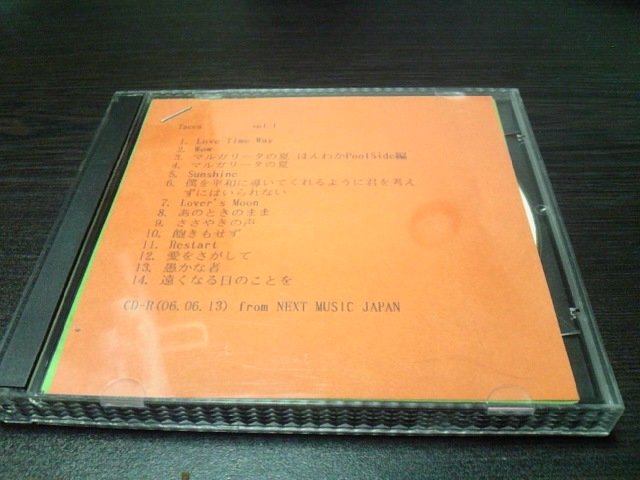 Tacca vol.1
1. Love Time Way
2. Wow
3. マルガリータの夏 ほんわかPoolSide編
4. マルガリータの夏
5. Sunshine
6. 僕を平和に導いてくれるように君を考え
ずにはいられない
7. Lover's Moon
8. あのときのまま
9. ささやきの声
10. 飽きもせず
11. Restart
12. 愛をさがして
13. 愚かな者
14. 遠くなる日のことを
CD-R(06.06.13) from NEXT MUSIC JAPAN